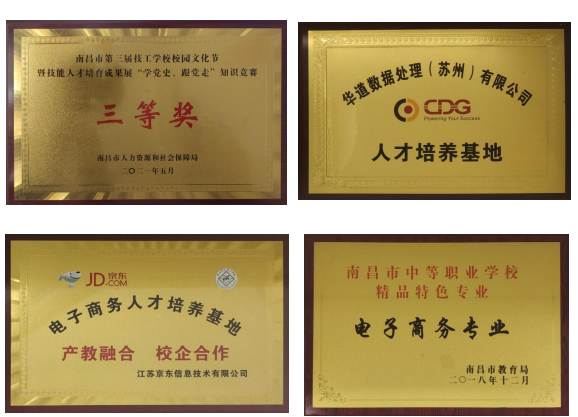 南昌市第三届技工学校校园文化节
暨技能人才培育成果展“学党史、跟党走”知识竞赛
三等奖
南昌市人力资源和社会保障局
二〇二一年五月
华道数据处理（苏州）有限公司
CDG
Powering Your Success
人才培养基地
JD.COM 京东
电子商务人才培养基地
产教融合 校企合作
江苏京东信息技术有限公司
南昌市中等职业学校
精品特色专业
电子商务专业
南昌市教育局
二〇一八年十二月